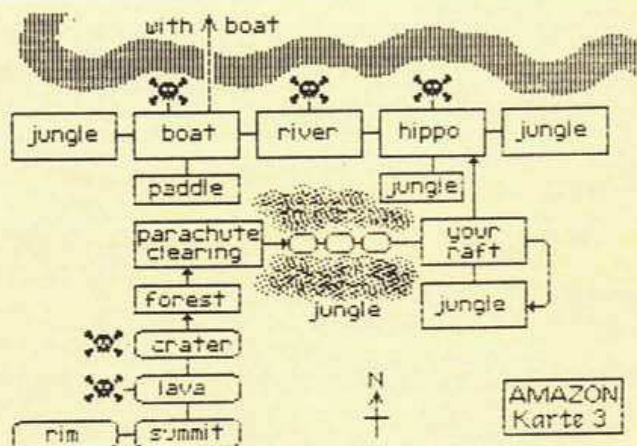 with boat
jungle boat river hippo jungle
paddle jungle
parachute
clearing
your
raft
forest
jungle
jungle
crater
lava
N
rim summit
AMAZON
Karte 3